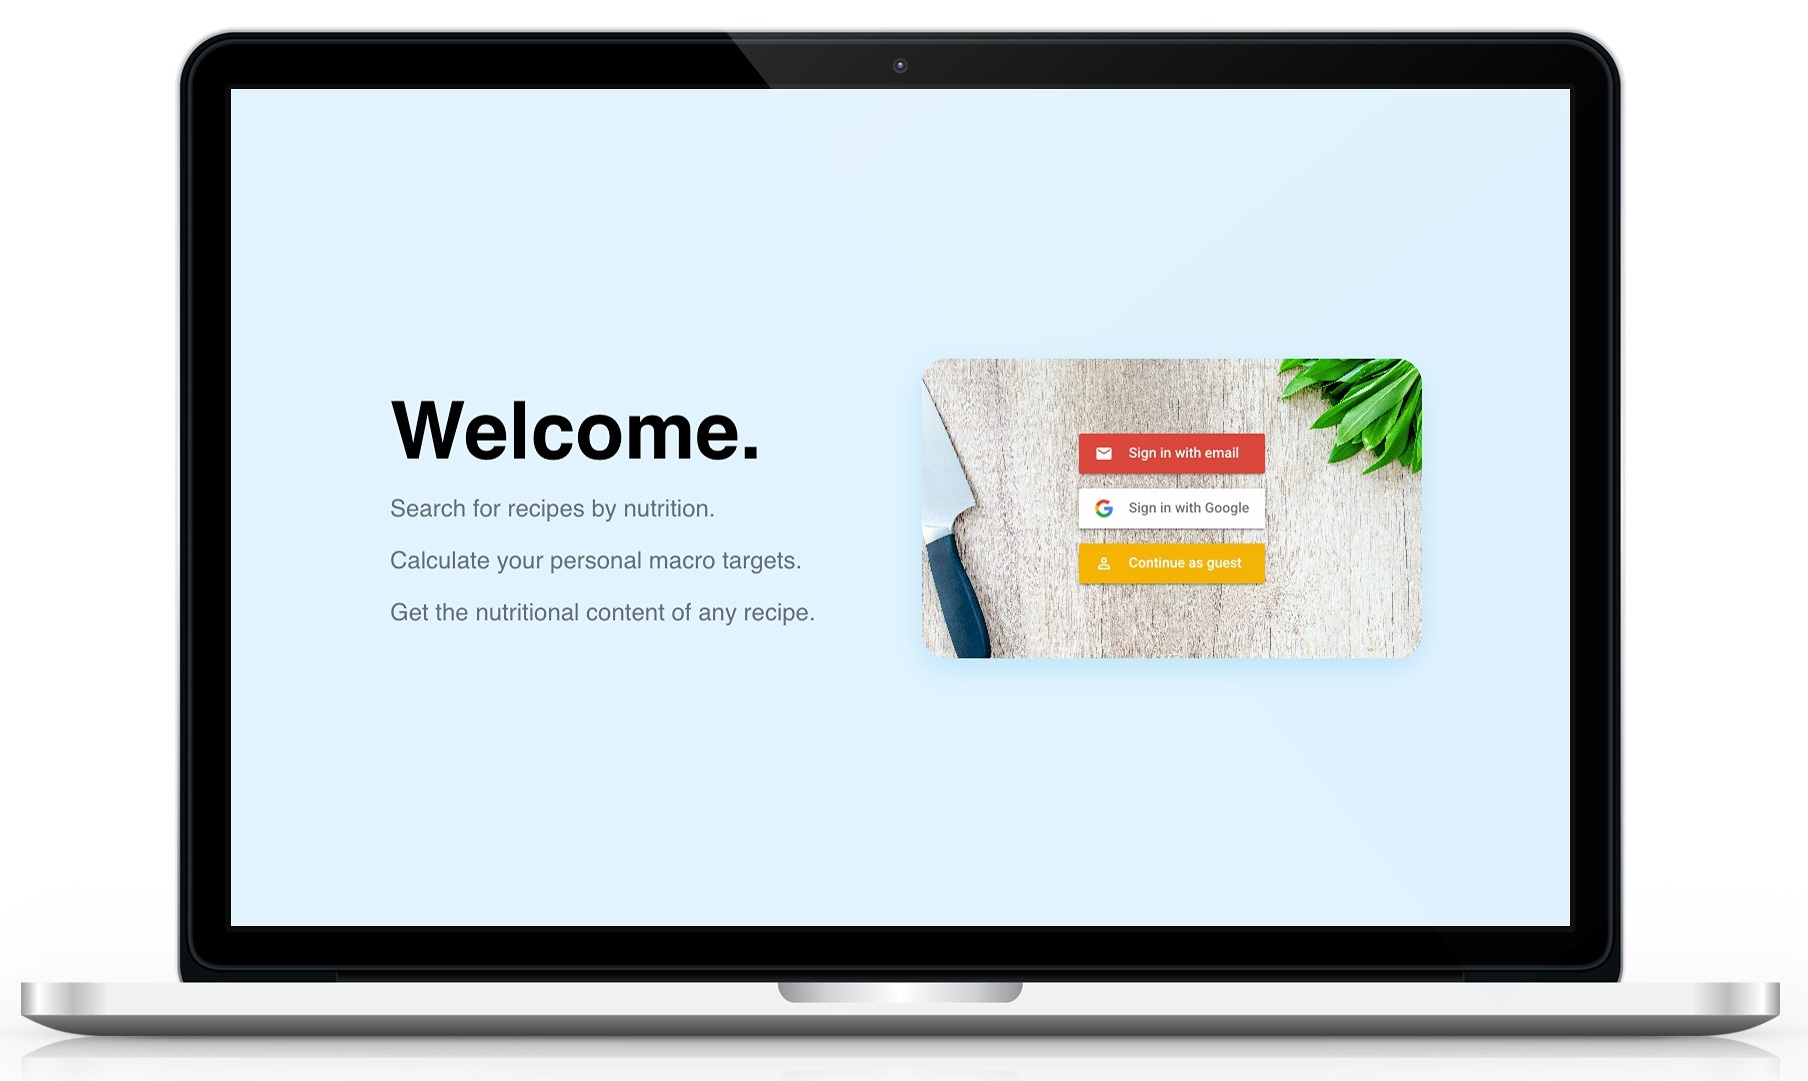 Welcome.
Search for recipes by nutrition.
Calculate your personal macro targets.
Get the nutritional content of any recipe.
Sign in with email
Sign in with Google
Continue as guest